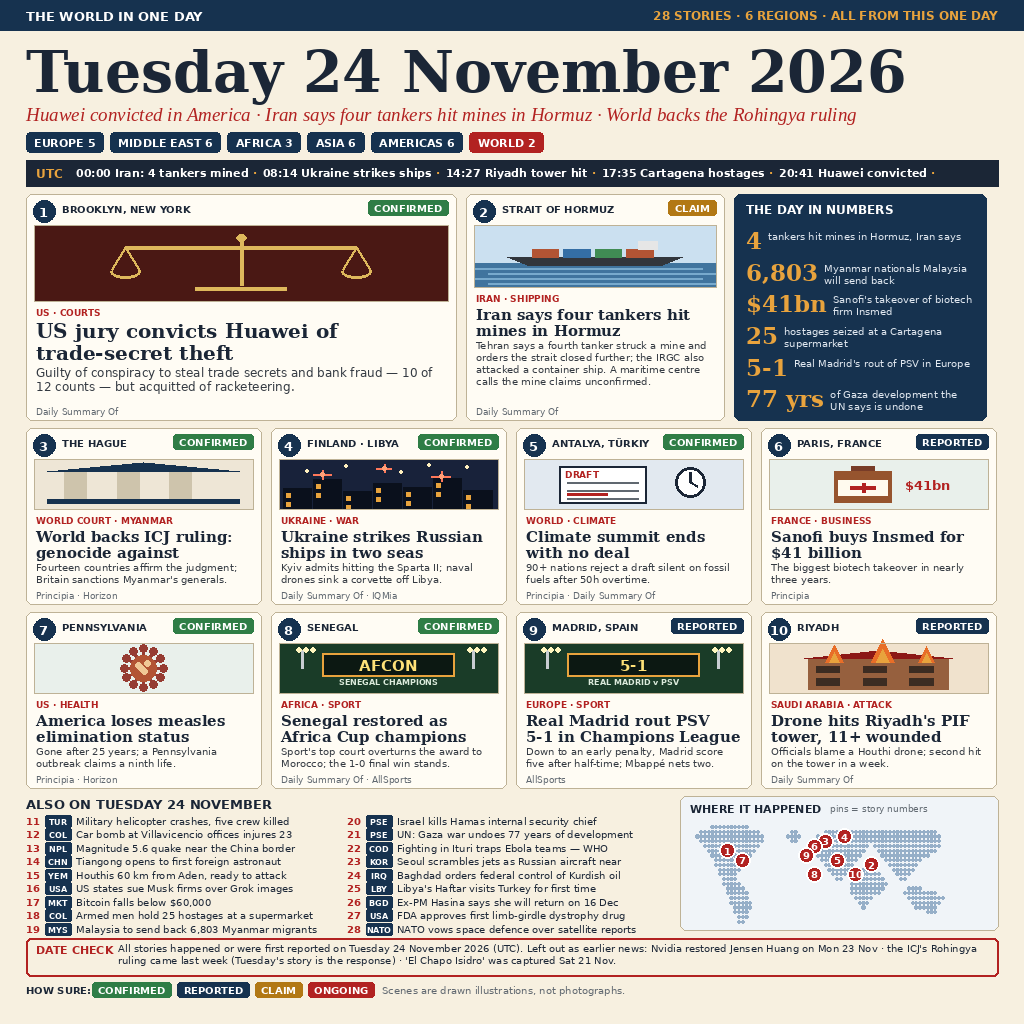 THE WORLD IN ONE DAY
28 STORIES · 6 REGIONS · ALL FROM THIS ONE DAY
Tuesday 24 November 2026
Huawei convicted in America · Iran says four tankers hit mines in Hormuz · World backs the Rohingya ruling
EUROPE 5
MIDDLE EAST 6
AFRICA 3
ASIA 6
AMERICAS 6
WORLD 2
UTC 00:00 Iran: 4 tankers mined · 08:14 Ukraine strikes ships · 14:27 Riyadh tower hit · 17:35 Cartagena hostages · 20:41 Huawei convicted ·
1 BROOKLYN, NEW YORK CONFIRMED
US · COURTS
US jury convicts Huawei of
trade-secret theft
Guilty of conspiracy to steal trade secrets and bank fraud — 10 of
12 counts — but acquitted of racketeering.
Daily Summary Of
2 STRAIT OF HORMUZ CLAIM
IRAN · SHIPPING
Iran says four tankers hit
mines in Hormuz
Tehran says a fourth tanker struck a mine and
orders the strait closed further; the IRGC also
attacked a container ship. A maritime centre
calls the mine claims unconfirmed.
Daily Summary Of
THE DAY IN NUMBERS
4 tankers hit mines in Hormuz, Iran says
6,803 Myanmar nationals Malaysia
will send back
$41bn Sanofi's takeover of biotech
firm Insmed
25 hostages seized at a Cartagena
supermarket
5-1 Real Madrid's rout of PSV in Europe
77 yrs of Gaza development the
UN says is undone
3 THE HAGUE CONFIRMED
WORLD COURT · MYANMAR
World backs ICJ ruling:
genocide against
Fourteen countries affirm the judgment;
Britain sanctions Myanmar's generals.
Principia · Horizon
4 FINLAND · LIBYA CONFIRMED
UKRAINE · WAR
Ukraine strikes Russian
ships in two seas
Kyiv admits hitting the Sparta II; naval
drones sink a corvette off Libya.
Daily Summary Of · IQMia
5 ANTALYA, TÜRKIY CONFIRMED
DRAFT
WORLD · CLIMATE
Climate summit ends
with no deal
90+ nations reject a draft silent on fossil
fuels after 50h overtime.
Principia · Daily Summary Of
6 PARIS, FRANCE REPORTED
$41bn
FRANCE · BUSINESS
Sanofi buys Insmed for
$41 billion
The biggest biotech takeover in nearly
three years.
Principia
7 PENNSYLVANIA CONFIRMED
US · HEALTH
America loses measles
elimination status
Gone after 25 years; a Pennsylvania
outbreak claims a ninth life.
Principia · Horizon
8 SENEGAL CONFIRMED
AFCON
SENEGAL CHAMPIONS
AFRICA · SPORT
Senegal restored as
Africa Cup champions
Sport's top court overturns the award to
Morocco; the 1-0 final win stands.
Daily Summary Of · AllSports
9 MADRID, SPAIN REPORTED
5-1
REAL MADRID v PSV
EUROPE · SPORT
Real Madrid rout PSV
5-1 in Champions League
Down to an early penalty, Madrid score
five after half-time; Mbappé nets two.
AllSports
10 RIYADH REPORTED
SAUDI ARABIA · ATTACK
Drone hits Riyadh's PIF
tower, 11+ wounded
Officials blame a Houthi drone; second hit
on the tower in a week.
Daily Summary Of
ALSO ON TUESDAY 24 NOVEMBER
11 TUR Military helicopter crashes, five crew killed
12 COL Car bomb at Villavicencio offices injures 23
13 NPL Magnitude 5.6 quake near the China border
14 CHN Tiangong opens to first foreign astronaut
15 YEM Houthis 60 km from Aden, ready to attack
16 USA US states sue Musk firms over Grok images
17 MKT Bitcoin falls below $60,000
18 COL Armed men hold 25 hostages at a supermarket
19 MYS Malaysia to send back 6,803 Myanmar migrants
20 PSE Israel kills Hamas internal security chief
21 PSE UN: Gaza war undoes 77 years of development
22 COD Fighting in Ituri traps Ebola teams — WHO
23 KOR Seoul scrambles jets as Russian aircraft near
24 IRQ Baghdad orders federal control of Kurdish oil
25 LBY Libya's Haftar visits Turkey for first time
26 BGD Ex-PM Hasina says she will return on 16 Dec
27 USA FDA approves first limb-girdle dystrophy drug
28 NATO NATO vows space defence over satellite reports
WHERE IT HAPPENED pins = story numbers
1
7
9
6
3
4
8
5
10
2
DATE CHECK All stories happened or were first reported on Tuesday 24 November 2026 (UTC). Left out as earlier news: Nvidia restored Jensen Huang on Mon 23 Nov · the ICJ's Rohingya
ruling came last week (Tuesday's story is the response) · 'El Chapo Isidro' was captured Sat 21 Nov.
HOW SURE: CONFIRMED REPORTED CLAIM ONGOING Scenes are drawn illustrations, not photographs.